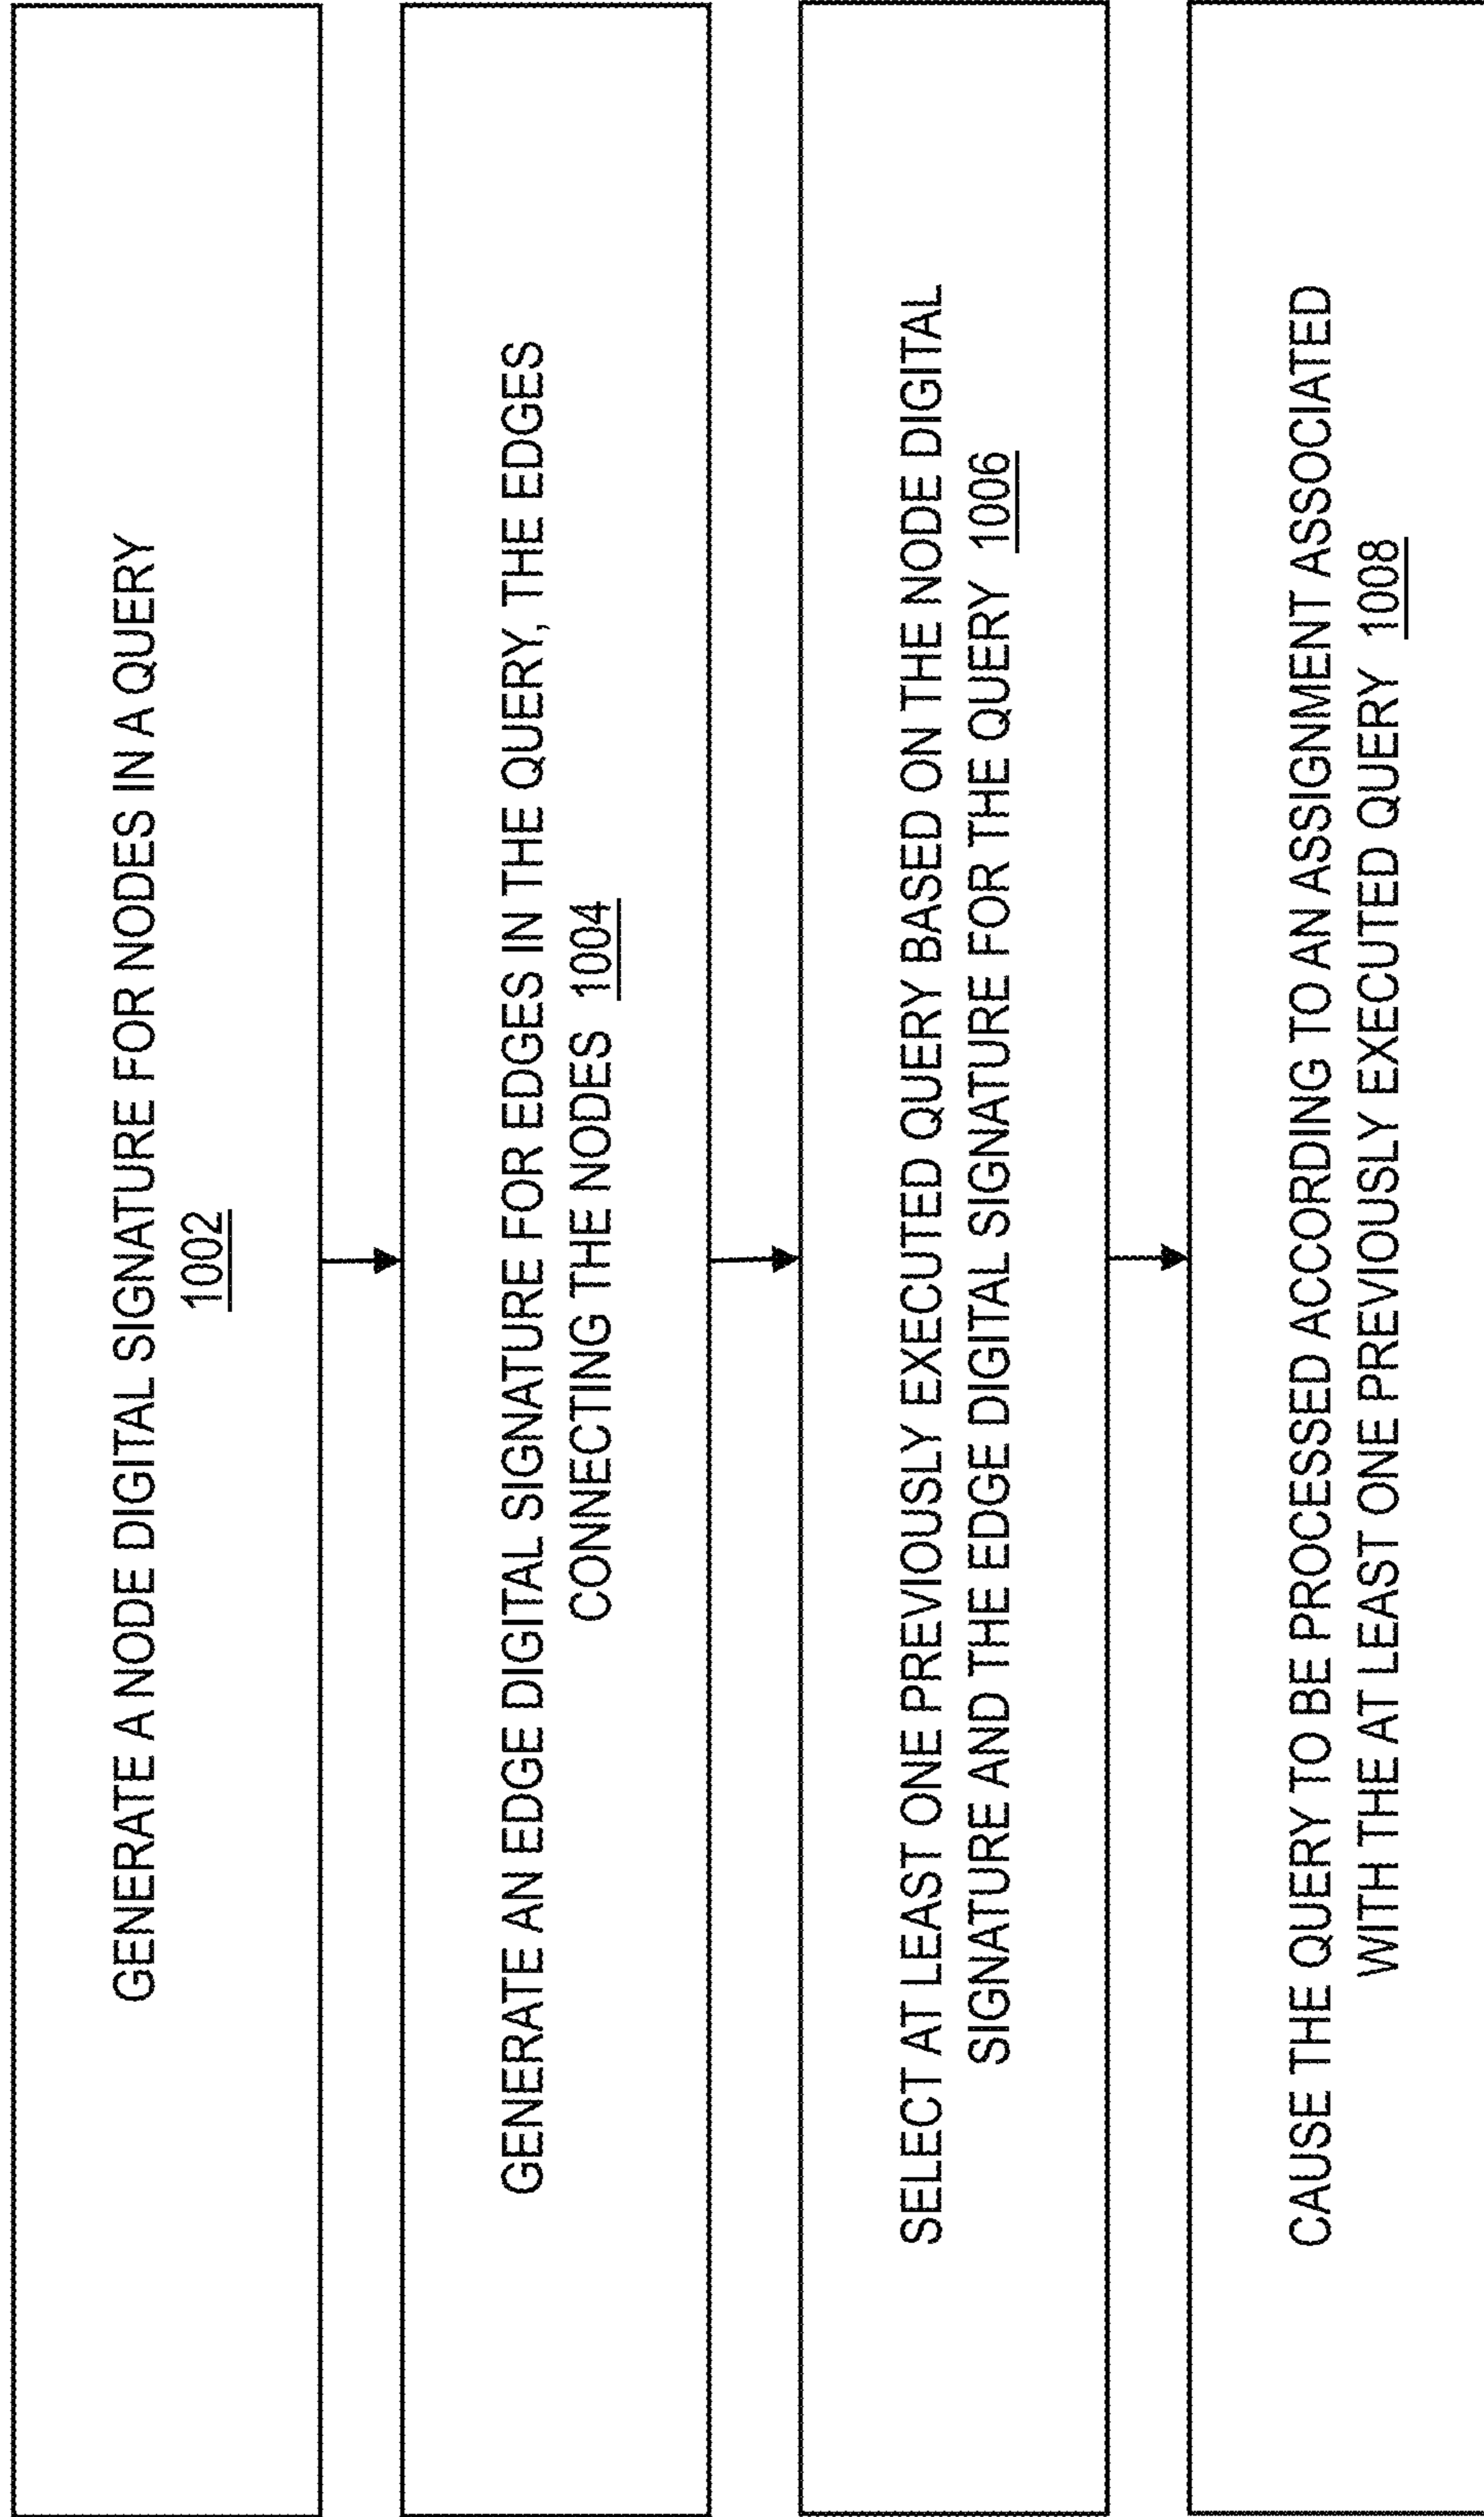 GENERATE A NODE DIGITAL SIGNATURE FOR NODES IN A QUERY
1002
GENERATE AN EDGE DIGITAL SIGNATURE FOR EDGES IN THE QUERY, THE EDGES
CONNECTING THE NODES 1004
SELECT AT LEAST ONE PREVIOUSLY EXECUTED QUERY BASED ON THE NODE DIGITAL
SIGNATURE AND THE EDGE DIGITAL SIGNATURE FOR THE QUERY 1006
CAUSE THE QUERY TO BE PROCESSED ACCORDING TO AN ASSIGNMENT ASSOCIATED
WITH THE AT LEAST ONE PREVIOUSLY EXECUTED QUERY 1008